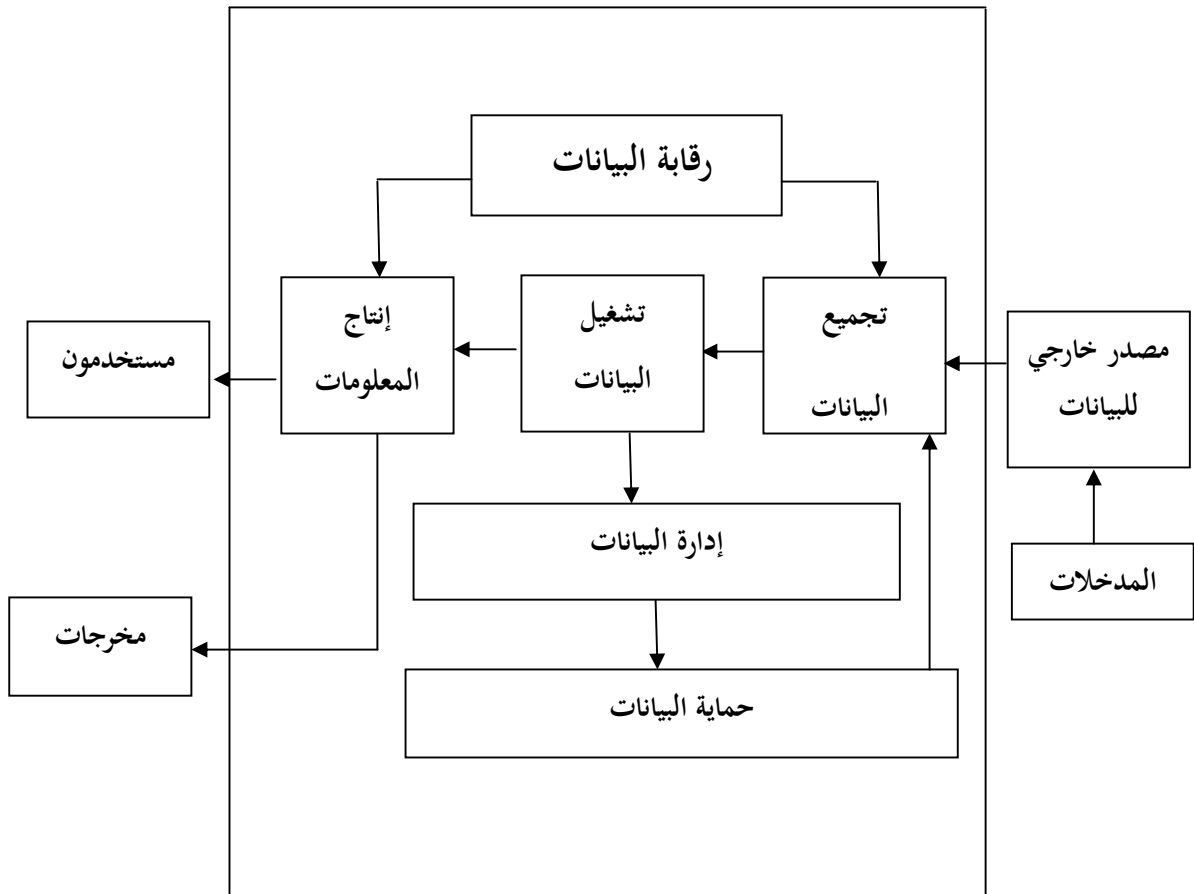 رقابة البيانات
مصدر خارجي
للبيانات
المدخلات
تجميع
البيانات
تشغيل
البيانات
إنتاج
المعلومات
مستخدمون
إدارة البيانات
مخرجات
حماية البيانات